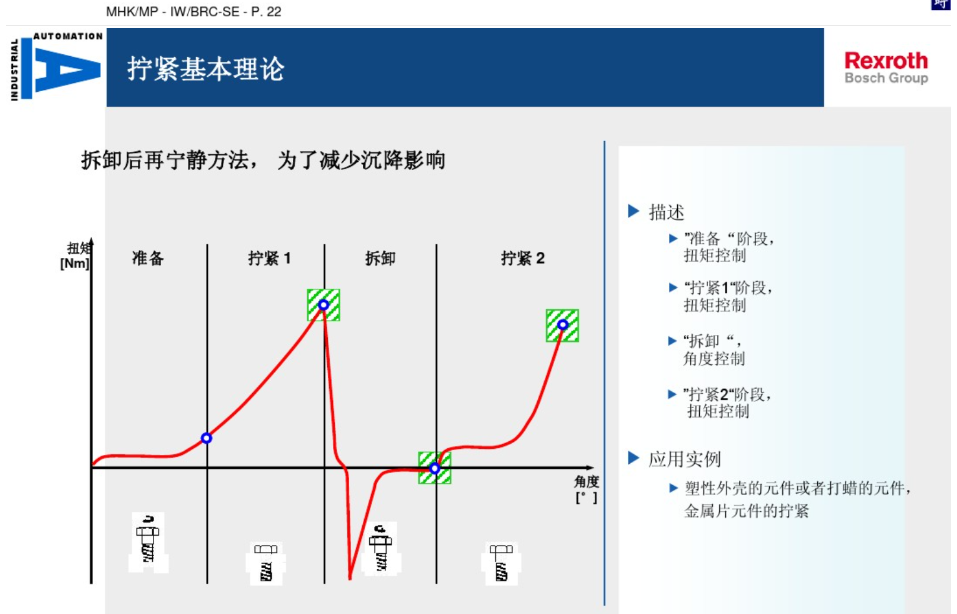 MHK/MP - IW/BRC-SE - P. 22
INDUSTRIAL
AUTOMATION
拧紧基本理论
Rexroth
Bosch Group
拆卸后再宁静方法， 为了减少沉降影响
扭矩
[Nm]
准备
拧紧 1
拆卸
拧紧 2
角度
[° ]
描述
"准备“阶段，
扭矩控制
“拧紧1“阶段，
扭矩控制
“拆卸“，
角度控制
"拧紧2“阶段，
扭矩控制
应用实例
塑性外壳的元件或者打蜡的元件，
金属片元件的拧紧